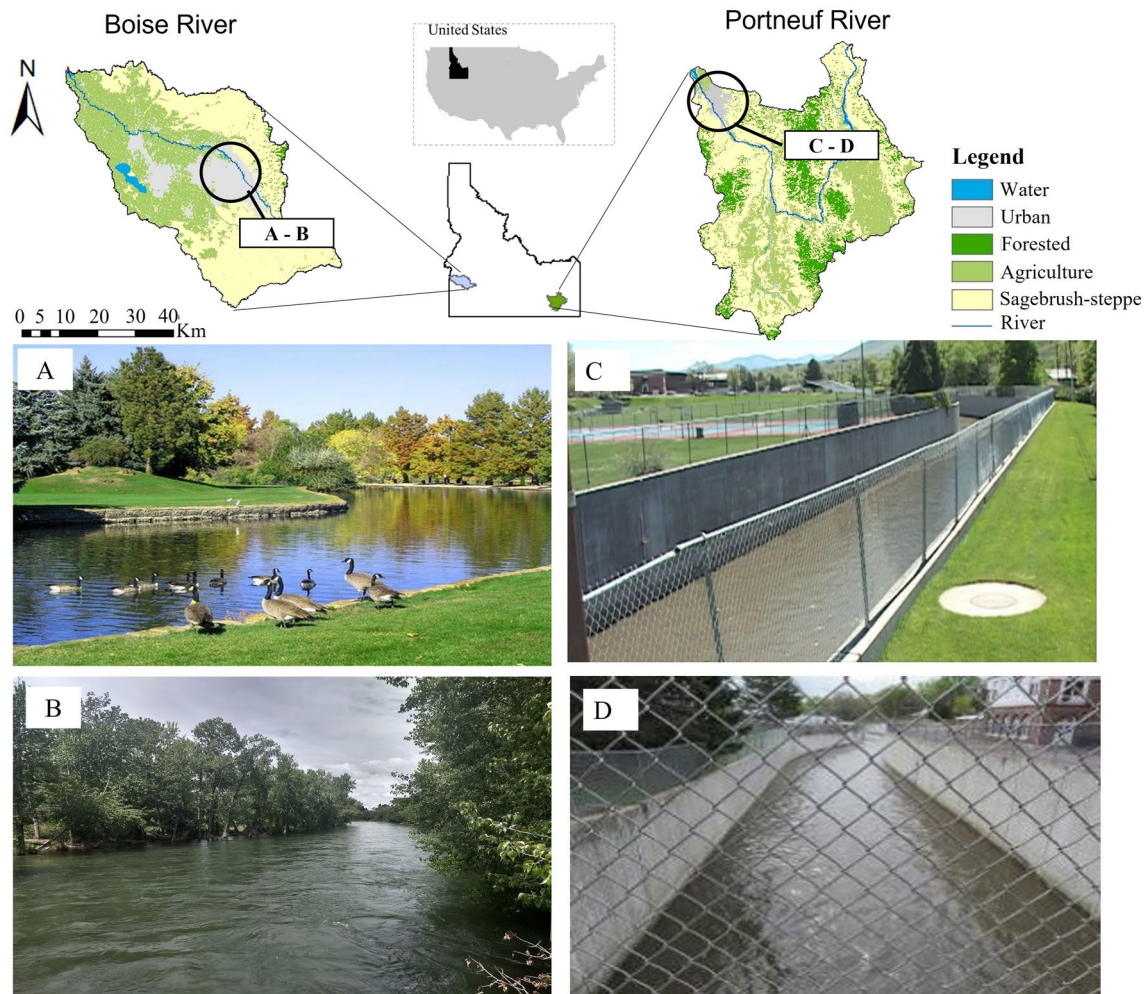 Boise River
Portneuf River
United States
N
A - B
C - D
Legend
Water
Urban
Forested
Agriculture
Sagebrush-steppe
River
0 5 10 20 30 40
Km
A
C
B
D